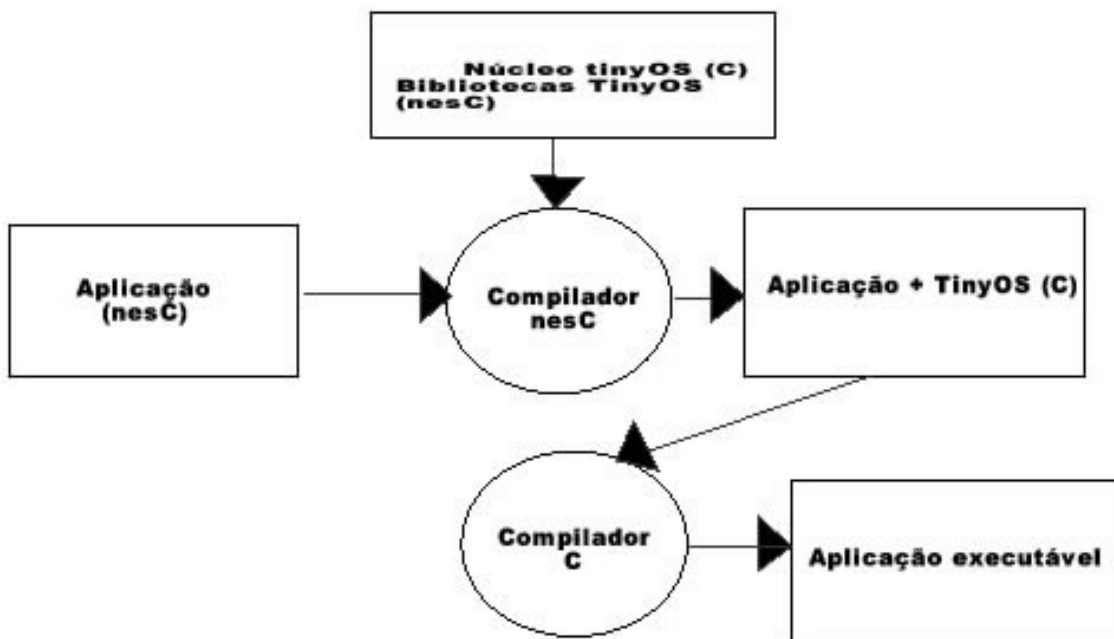 Núcleo tinyOS (C)
Bibliotecas TinyOS
(nesC)
Aplicação
(nesC)
Compilador
nesC
Aplicação + TinyOS (C)
Compilador
C
Aplicação executável